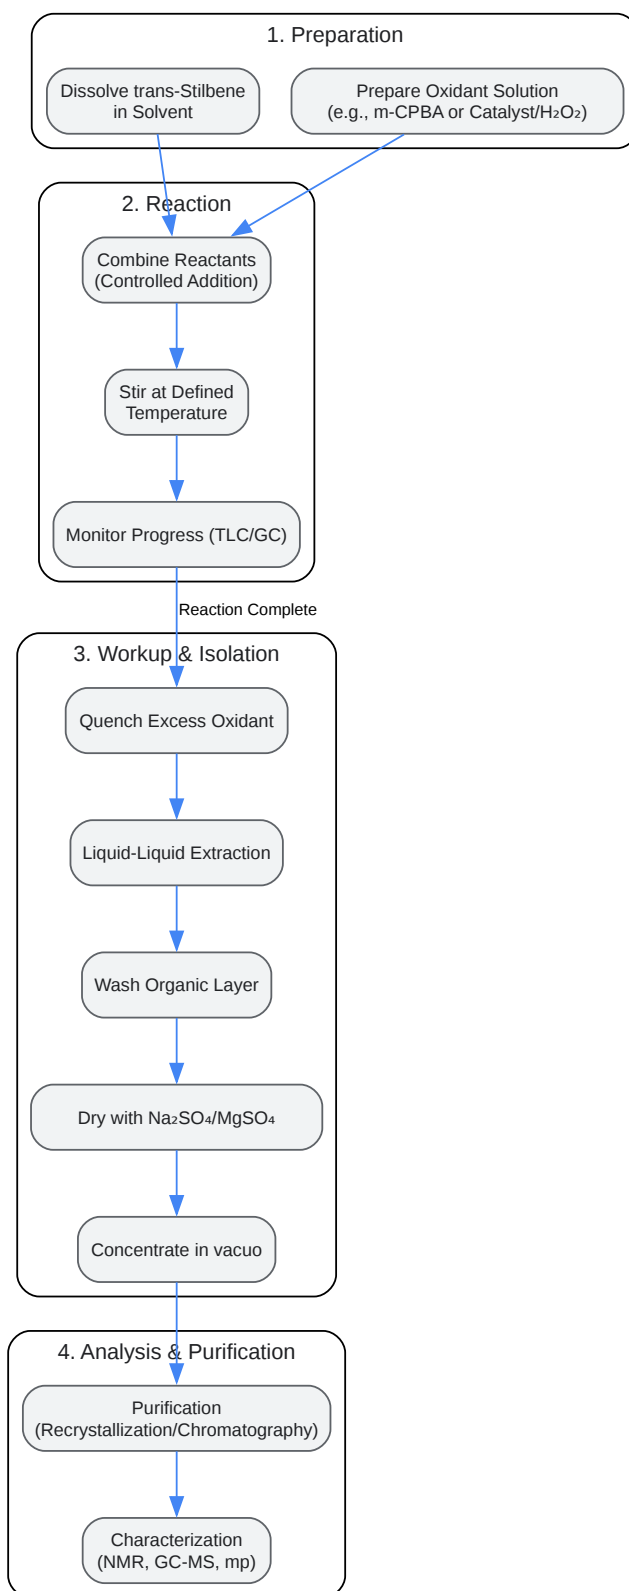 1. Preparation
Dissolve trans-Stilbene
in Solvent
Prepare Oxidant Solution
(e.g., m-CPBA or Catalyst/H₂O₂)
2. Reaction
Combine Reactants
(Controlled Addition)
Stir at Defined
Temperature
Monitor Progress (TLC/GC)
Reaction Complete
3. Workup & Isolation
Quench Excess Oxidant
Liquid-Liquid Extraction
Wash Organic Layer
Dry with Na₂SO₄/MgSO₄
Concentrate in vacuo
4. Analysis & Purification
Purification
(Recrystallization/Chromatography)
Characterization
(NMR, GC-MS, mp)